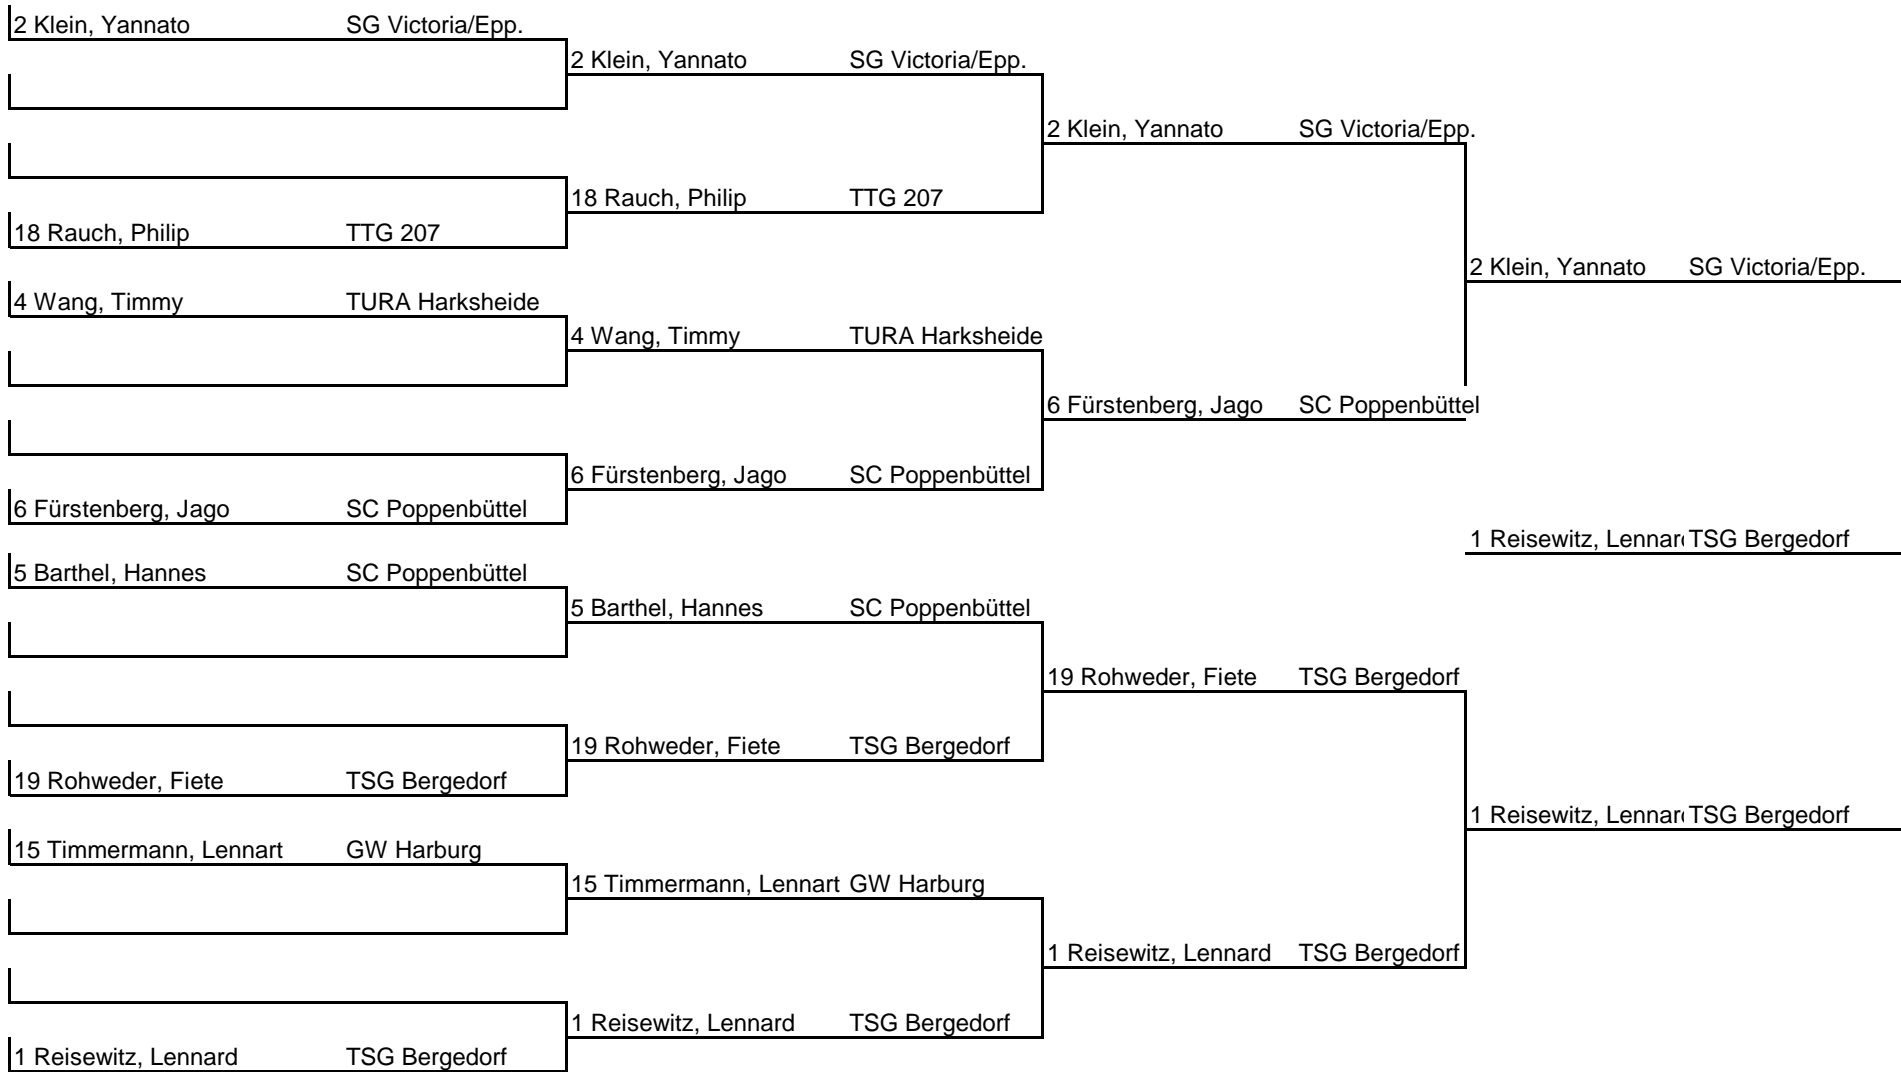 2 Klein, Yannato SG Victoria/Epp.
2 Klein, Yannato SG Victoria/Epp.
2 Klein, Yannato SG Victoria/Epp.
18 Rauch, Philip TTG 207
18 Rauch, Philip TTG 207
2 Klein, Yannato SG Victoria/Epp.
4 Wang, Timmy TURA Harksheide
4 Wang, Timmy TURA Harksheide
6 Fürstenberg, Jago SC Poppenbüttel
6 Fürstenberg, Jago SC Poppenbüttel
6 Fürstenberg, Jago SC Poppenbüttel
1 Reisewitz, Lennar TSG Bergedorf
5 Barthel, Hannes SC Poppenbüttel
5 Barthel, Hannes SC Poppenbüttel
19 Rohweder, Fiete TSG Bergedorf
19 Rohweder, Fiete TSG Bergedorf
19 Rohweder, Fiete TSG Bergedorf
1 Reisewitz, Lennar TSG Bergedorf
15 Timmermann, Lennart GW Harburg
15 Timmermann, Lennart GW Harburg
1 Reisewitz, Lennard TSG Bergedorf
1 Reisewitz, Lennard TSG Bergedorf
1 Reisewitz, Lennard TSG Bergedorf